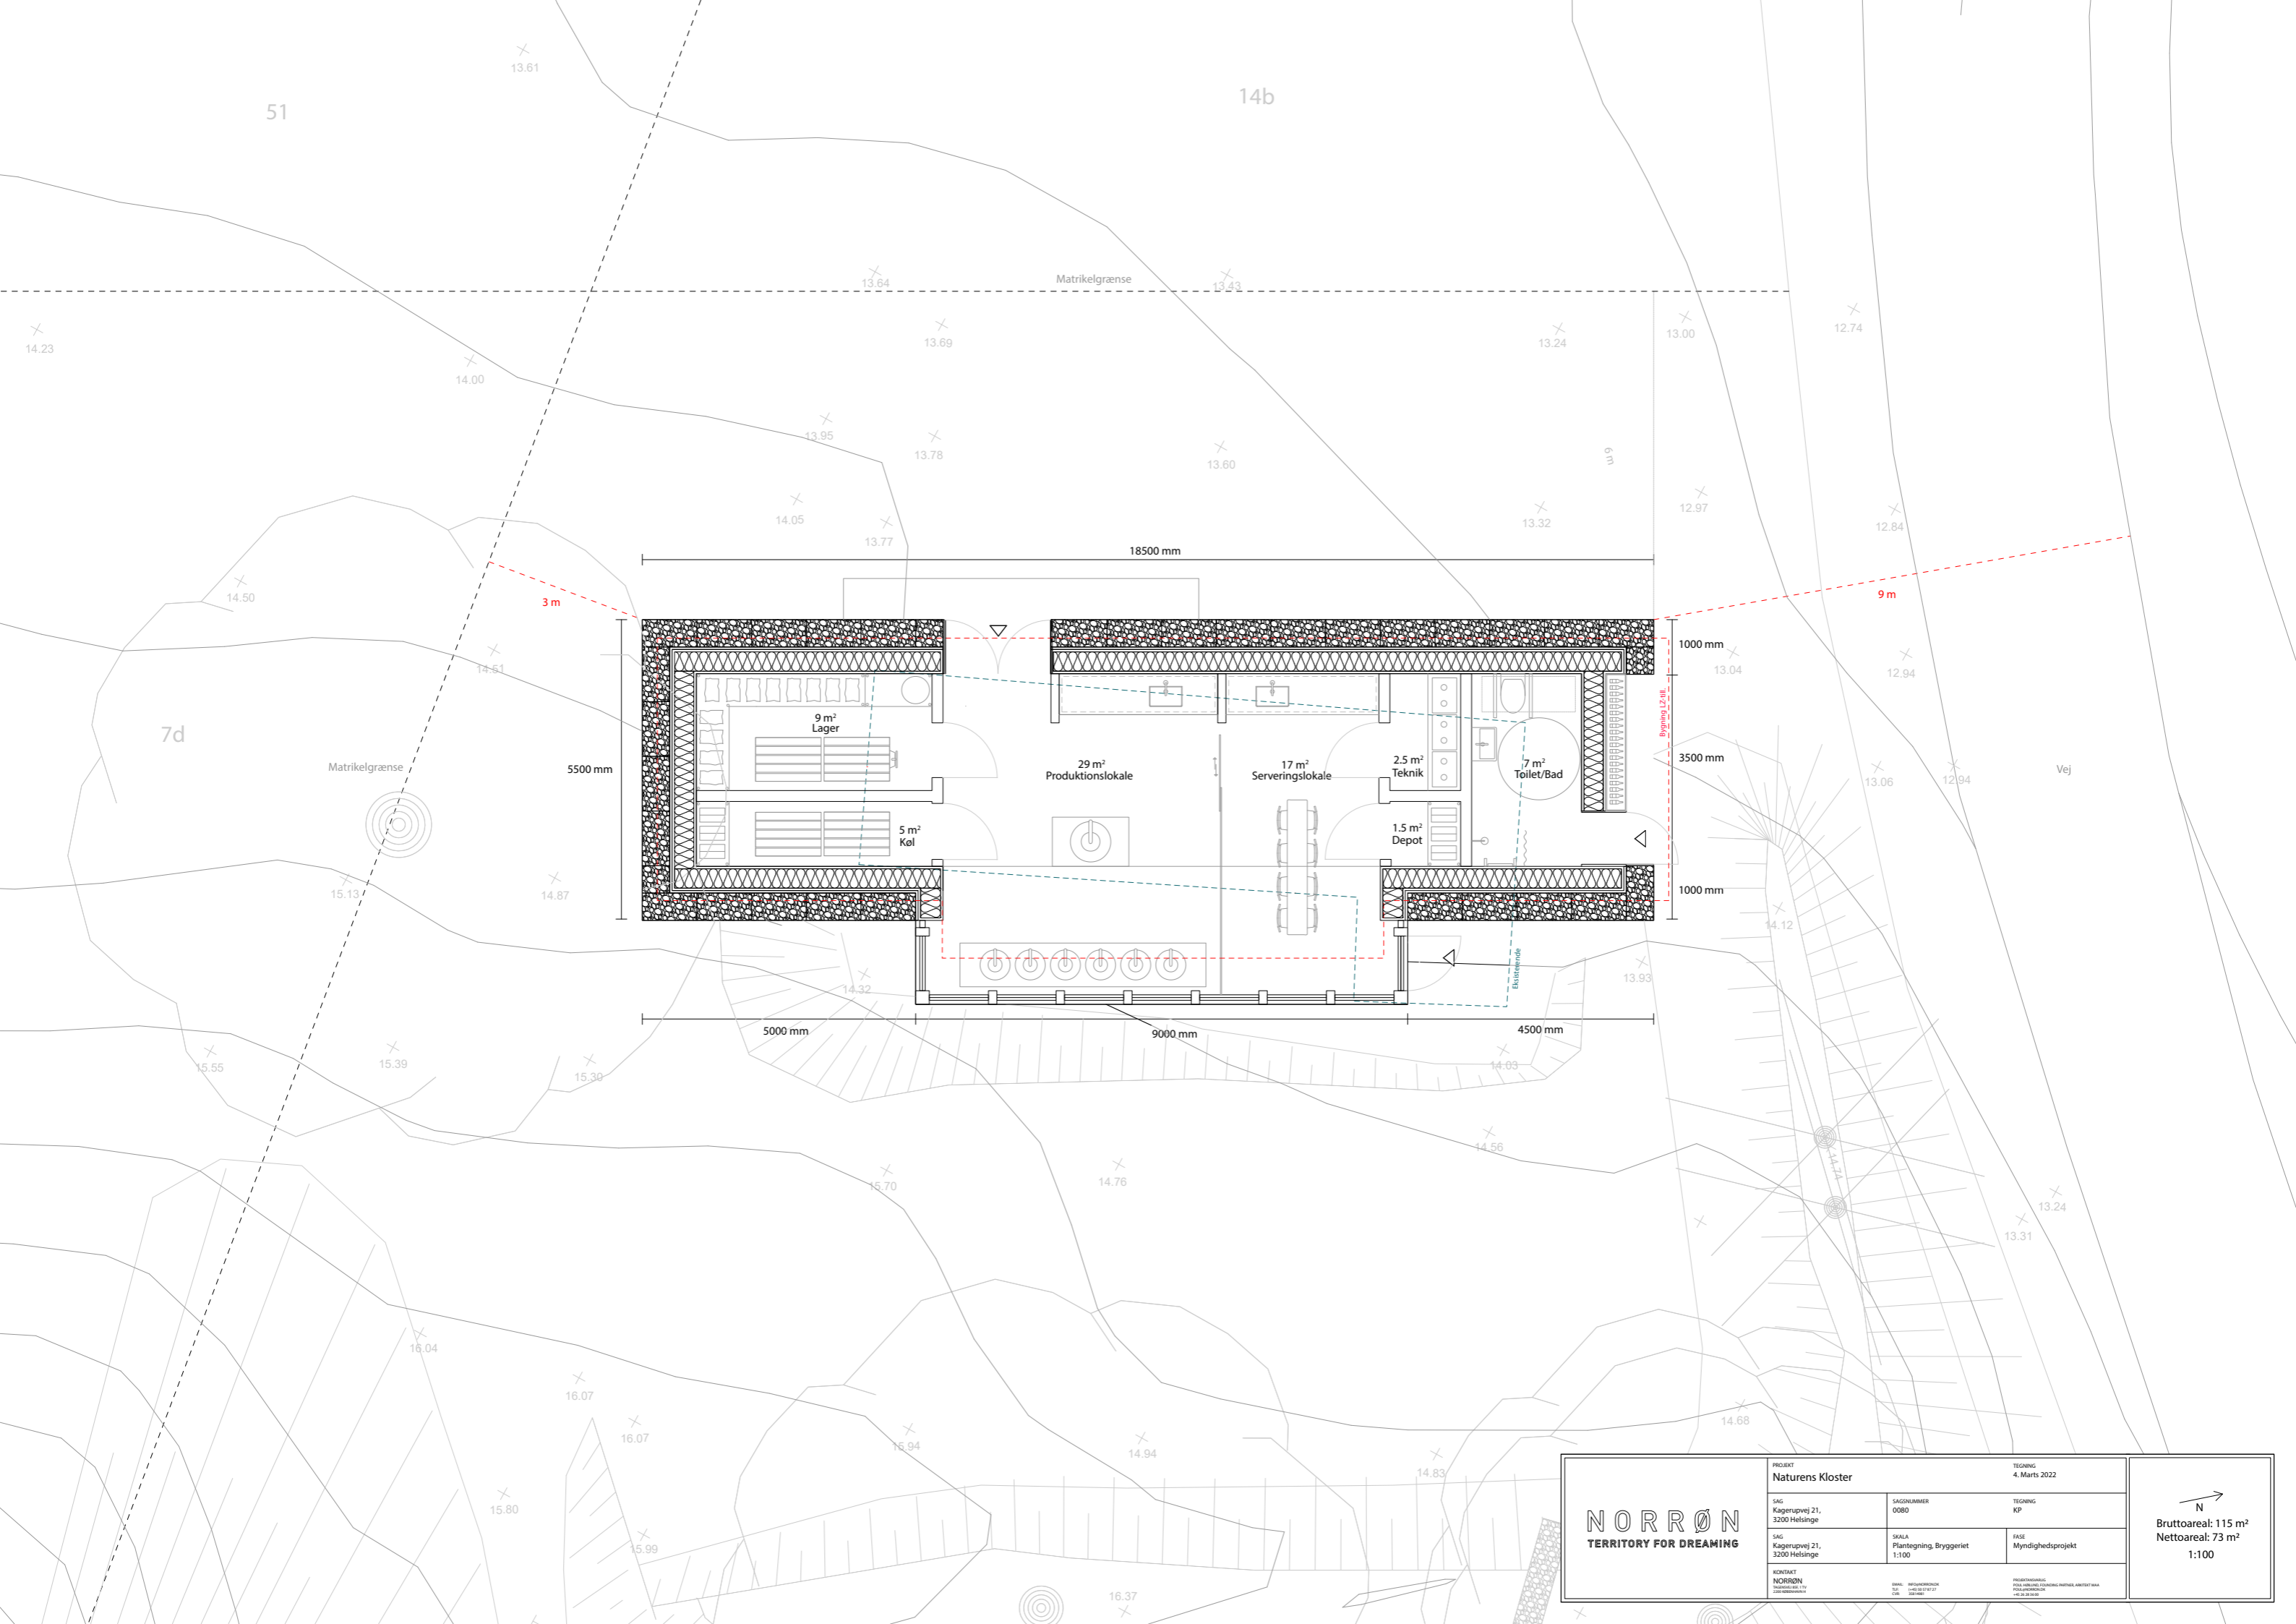 13.61
51
14b
Matrikelgrænse
13.64
13.43
14.23
14.00
13.69
13.24
13.00
12.74
13.95
13.78
13.60
6 m
14.05
13.77
13.32
12.97
12.84
18500 mm
14.50
3 m
9 m
14.51
1000 mm
13.04
12.94
Bygning LZ-till.
9 m²
Lager
29 m²
Produktionslokale
17 m²
Serveringslokale
2.5 m²
Teknik
7 m²
Toilet/Bad
3500 mm
7d
Matrikelgrænse
5500 mm
13.06
12.94
Vej
5 m²
Køl
1.5 m²
Depot
1000 mm
15.13
14.87
14.12
14.32
Eksisterende
13.93
5000 mm
9000 mm
4500 mm
15.55
15.39
15.30
14.03
14.56
14.74
15.70
14.76
13.24
13.31
16.04
16.07
16.07
15.94
14.94
14.83
14.68
15.80
15.99
16.37
NORRØN
TERRITORY FOR DREAMING
PROJEKT
Naturens Kloster
TEGNING
4. Marts 2022
SAG
Kagerupvej 21,
3200 Helsinge
SAGSNUMMER
0080
TEGNING
KP
SAG
Kagerupvej 21,
3200 Helsinge
SKALA
Plantegning, Bryggeriet
1:100
FASE
Myndighedsprojekt
KONTAKT
NORRØN
N
Bruttoareal: 115 m²
Nettoareal: 73 m²
1:100